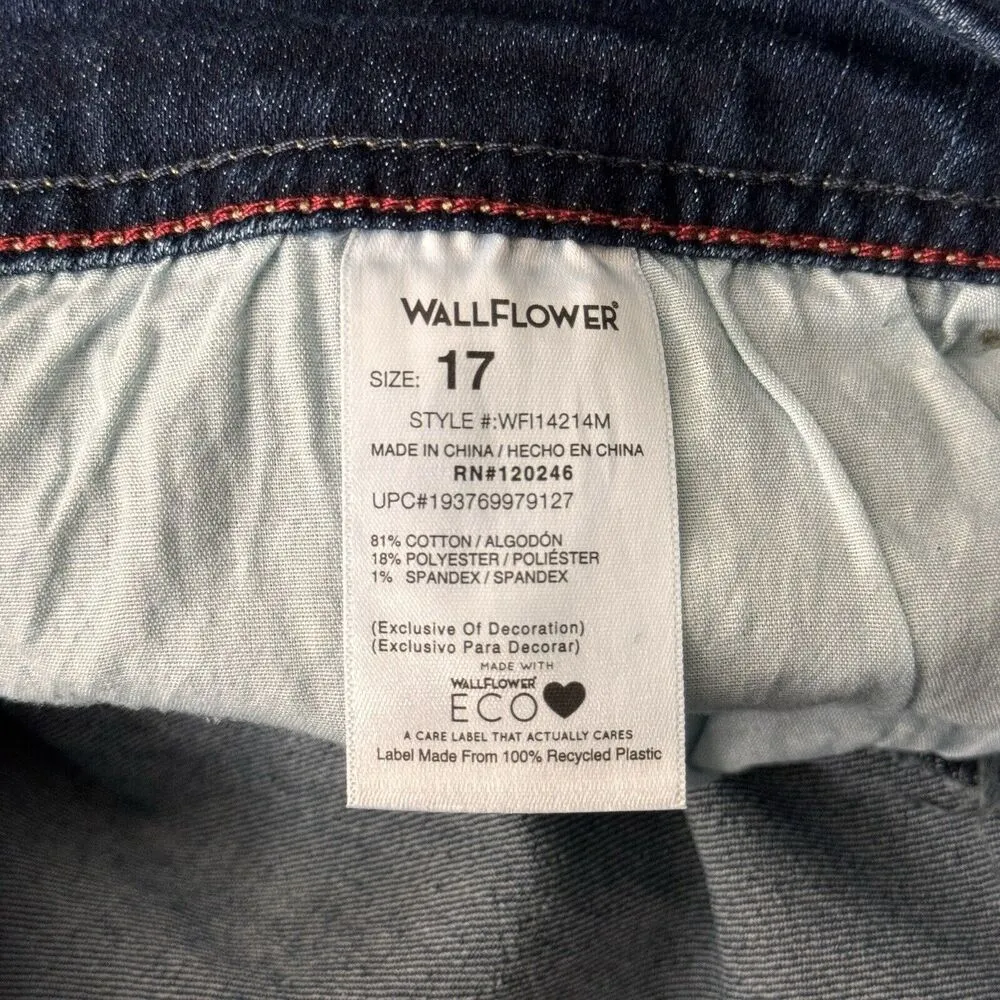 WALLFLOWER®
SIZE: 17
STYLE #:WFI14214M
MADE IN CHINA / HECHO EN CHINA
RN#120246
UPC#193769979127
81% COTTON / ALGODÓN
18% POLYESTER / POLIÉSTER
1% SPANDEX / SPANDEX
(Exclusive Of Decoration)
(Exclusivo Para Decorar)
MADE WITH
WALLFLOWER®
ECO
A CARE LABEL THAT ACTUALLY CARES
Label Made From 100% Recycled Plastic